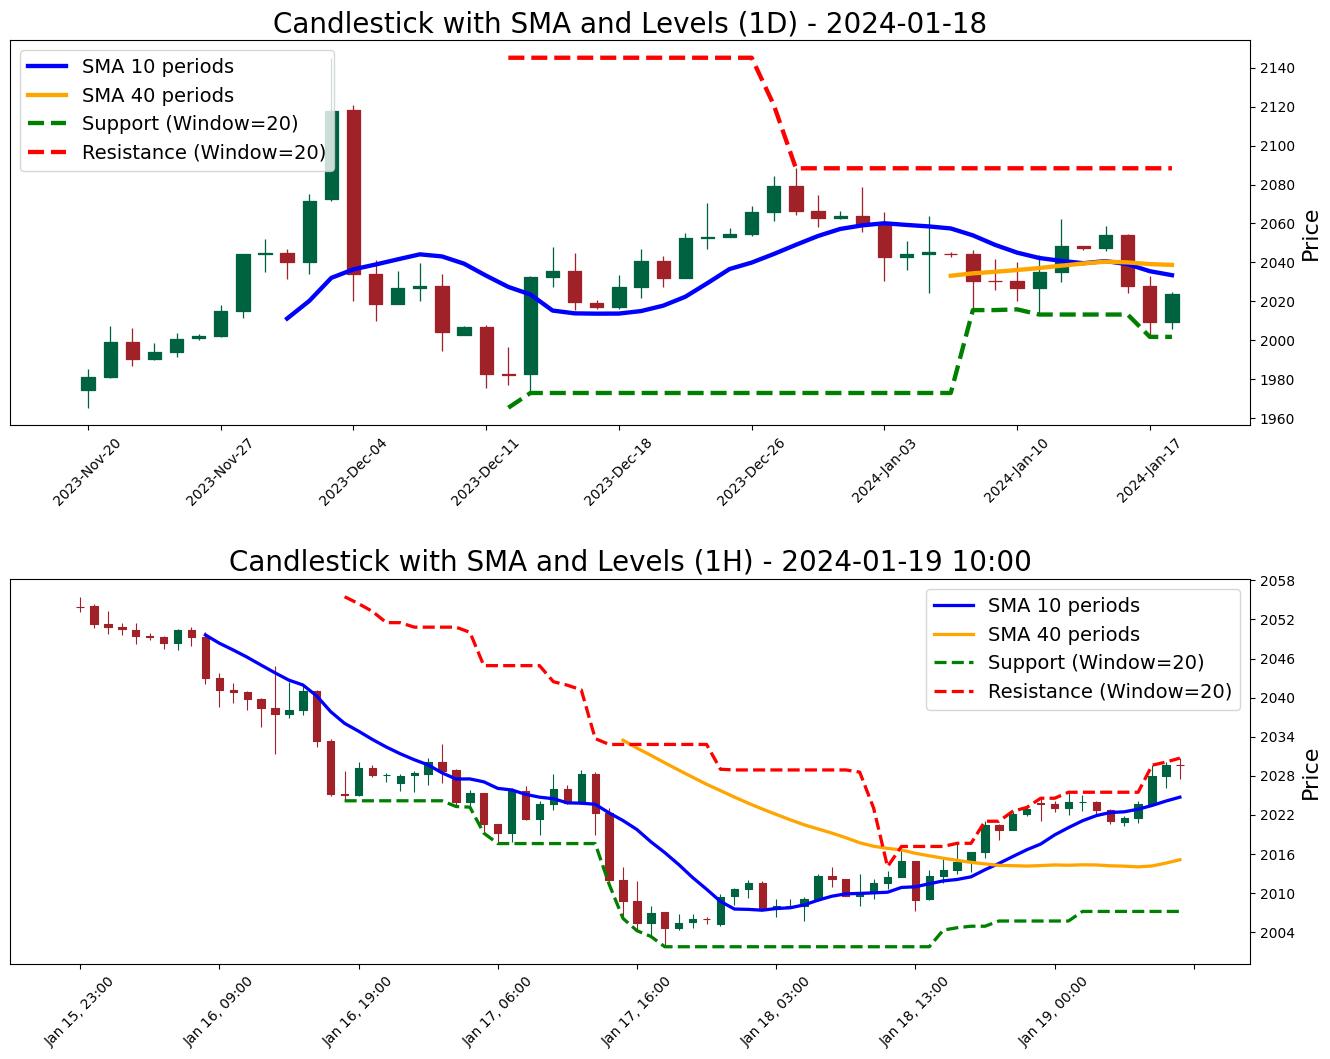 Candlestick with SMA and Levels (1D) - 2024-01-18
SMA 10 periods
SMA 40 periods
Support (Window=20)
Resistance (Window=20)
2140
2120
2100
2080
2060
2040
2020
2000
1980
1960
Price
2023-Nov-20
2023-Nov-27
2023-Dec-04
2023-Dec-11
2023-Dec-18
2023-Dec-26
2024-Jan-03
2024-Jan-10
2024-Jan-17
Candlestick with SMA and Levels (1H) - 2024-01-19 10:00
SMA 10 periods
SMA 40 periods
Support (Window=20)
Resistance (Window=20)
2058
2052
2046
2040
2034
2028
2022
2016
2010
2004
Price
Jan 15, 23:00
Jan 16, 09:00
Jan 16, 19:00
Jan 17, 06:00
Jan 17, 16:00
Jan 18, 03:00
Jan 18, 13:00
Jan 19, 00:00